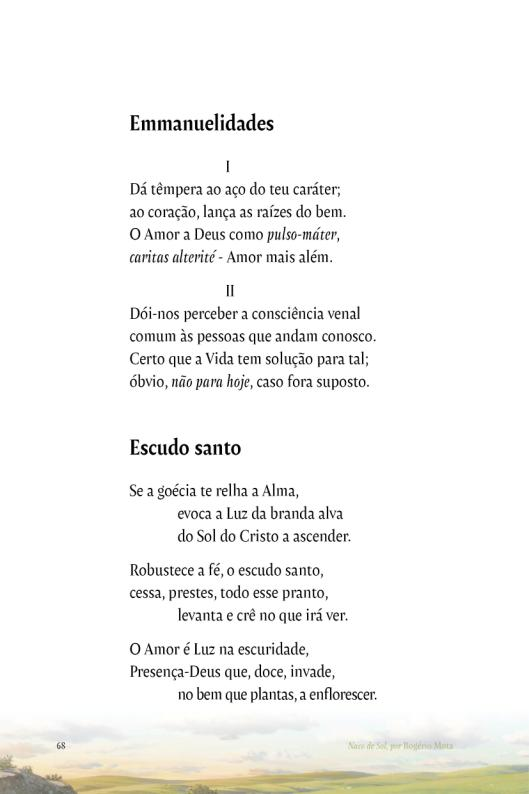 Emmanuelidades
I
Dá têmpera ao aço do teu caráter;
ao coração, lança as raízes do bem.
O Amor a Deus como pulso-máter,
caritas alterité - Amor mais além.
II
Dói-nos perceber a consciência venal
comum às pessoas que andam conosco.
Certo que a Vida tem solução para tal;
óbvio, não para hoje, caso fora suposto.
Escudo santo
Se a goécia te relha a Alma,
evoca a Luz da branda alva
do Sol do Cristo a ascender.
Robustece a fé, o escudo santo,
cessa, prestes, todo esse pranto,
levanta e crê no que irá ver.
O Amor é Luz na escuridade,
Presença-Deus que, doce, invade,
no bem que plantas, a enflorescer.
68 Naco de Sol, por Rogério Mota